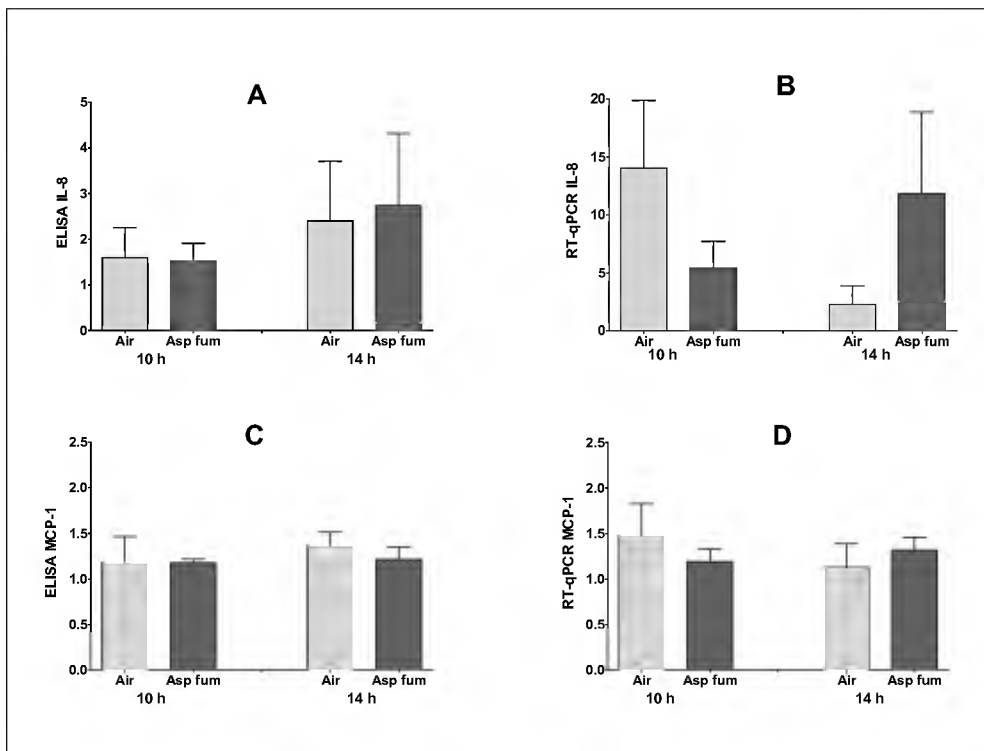 A
ELISA IL-8
5
4
3
2
1
0
Air
Asp fum
Air
Asp fum
10 h
14 h
B
RT-qPCR IL-8
20
15
10
5
0
Air
Asp fum
Air
Asp fum
10 h
14 h
C
ELISA MCP-1
2.5
2.0
1.5
1.0
0.5
0.0
Air
Asp fum
Air
Asp fum
10 h
14 h
D
RT-qPCR MCP-1
2.5
2.0
1.5
1.0
0.5
0.0
Air
Asp fum
Air
Asp fum
10 h
14 h